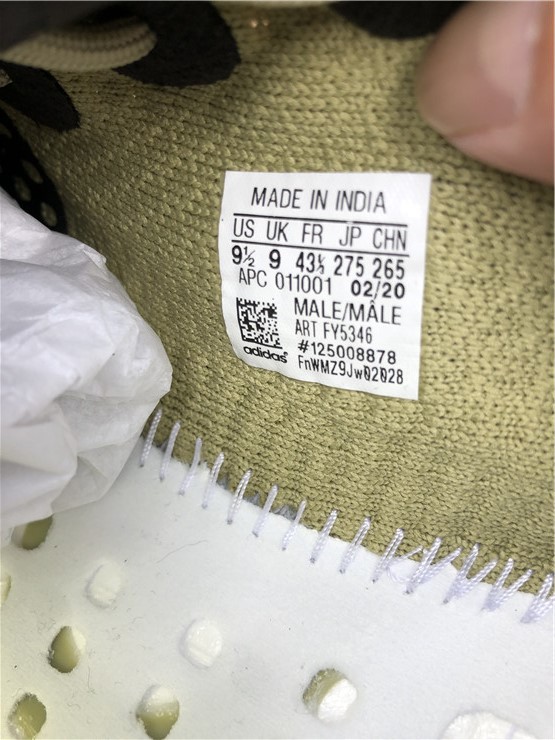 MADE IN INDIA
US UK FR JP CHN
9½ 9 43⅓ 275 265
APC 011001 02/20
MALE/MÂLE
ART FY5346
#125008878
adidas® FnWMZ9Jw02028